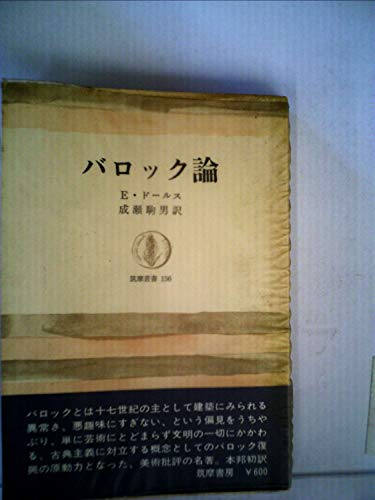 バロック論
E・ドールス
成瀬駒男訳
筑摩叢書 156
バロックとは十七世紀の主として建築にみられる
異常さ、悪趣味にすぎない、という偏見をうちや
ぶり、単に芸術にとどまらず文明の一切にかかわ
る、古典主義に対立する概念としてのバロック復
興の原動力となった、美術批評の名著。本邦初訳
筑摩書房 ￥600